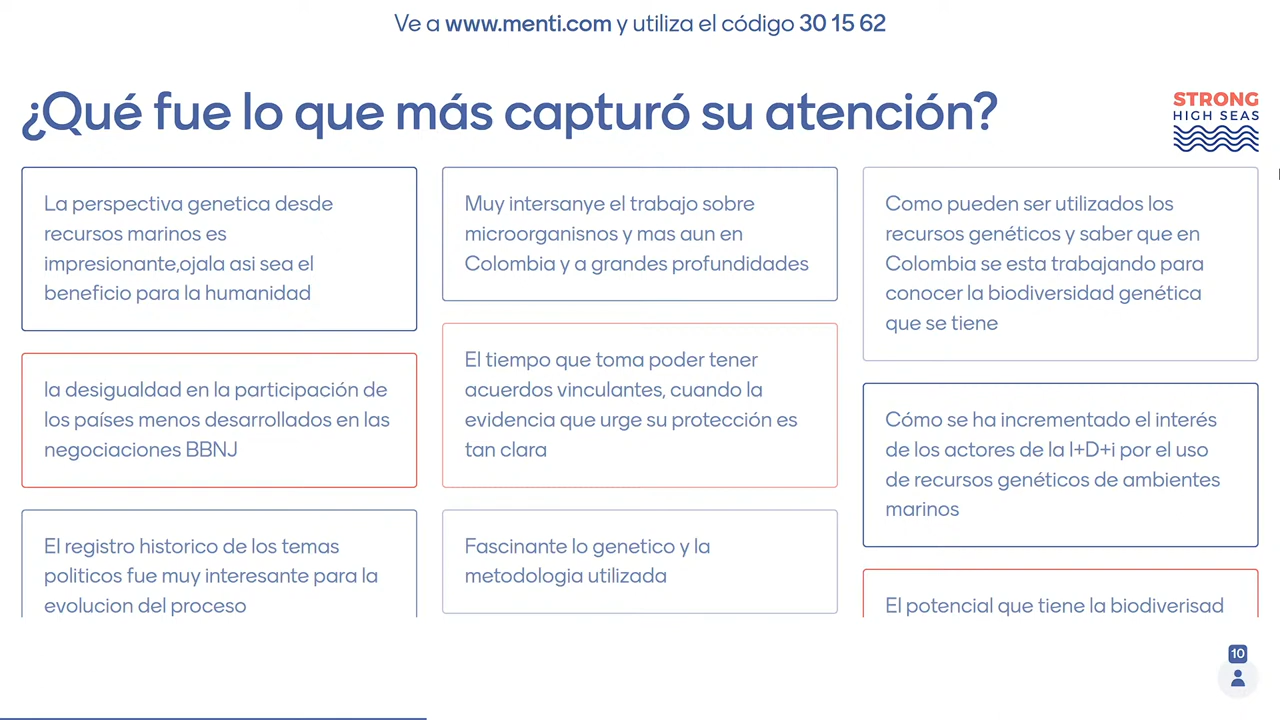 Ve a www.menti.com y utiliza el código 30 15 62
¿Qué fue lo que más capturó su atención?
STRONG
HIGH SEAS
La perspectiva genetica desde
recursos marinos es
impresionante,ojala asi sea el
beneficio para la humanidad
la desigualdad en la participación de
los países menos desarrollados en las
negociaciones BBNJ
El registro historico de los temas
politicos fue muy interesante para la
evolucion del proceso
Muy intersanye el trabajo sobre
microorganisnos y mas aun en
Colombia y a grandes profundidades
El tiempo que toma poder tener
acuerdos vinculantes, cuando la
evidencia que urge su protección es
tan clara
Fascinante lo genetico y la
metodologia utilizada
Como pueden ser utilizados los
recursos genéticos y saber que en
Colombia se esta trabajando para
conocer la biodiversidad genética
que se tiene
Cómo se ha incrementado el interés
de los actores de la I+D+i por el uso
de recursos genéticos de ambientes
marinos
El potencial que tiene la biodiverisad
10